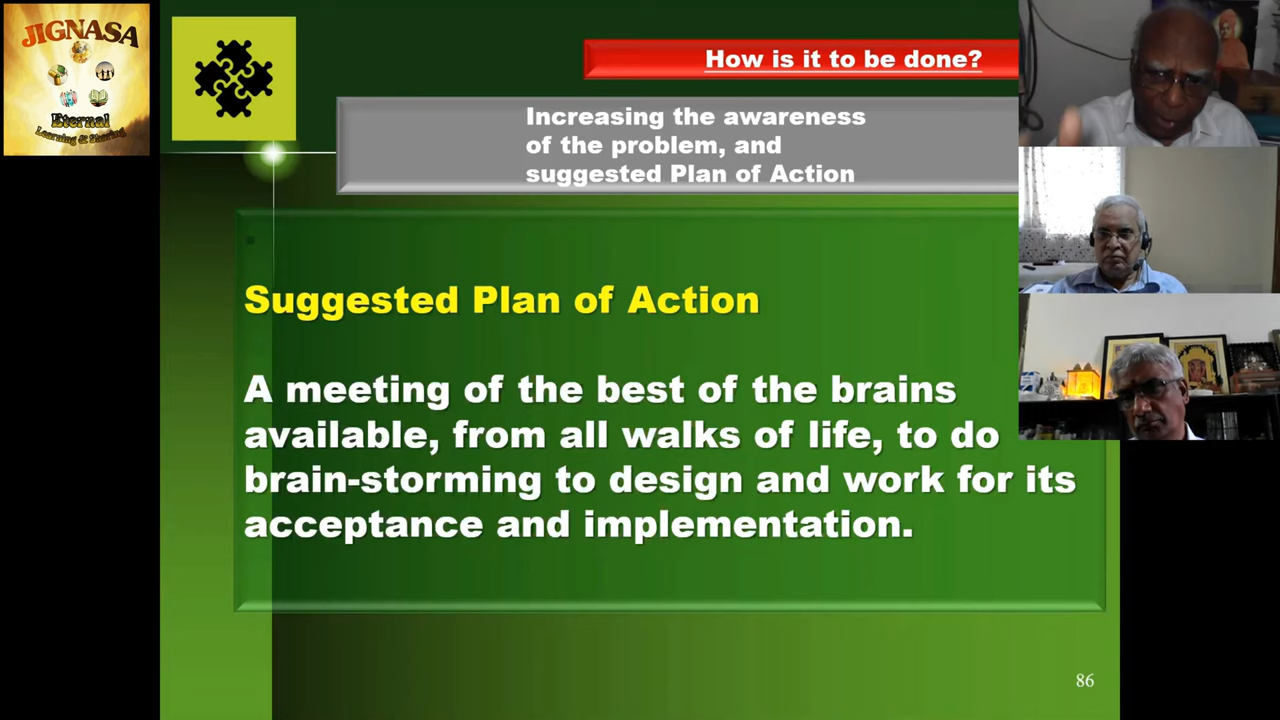 JIGNASA
Eternal
Learning & Sharing
How is it to be done?
Increasing the awareness
of the problem, and
suggested Plan of Action
Suggested Plan of Action
A meeting of the best of the brains
available, from all walks of life, to do
brain-storming to design and work for its
acceptance and implementation.
86